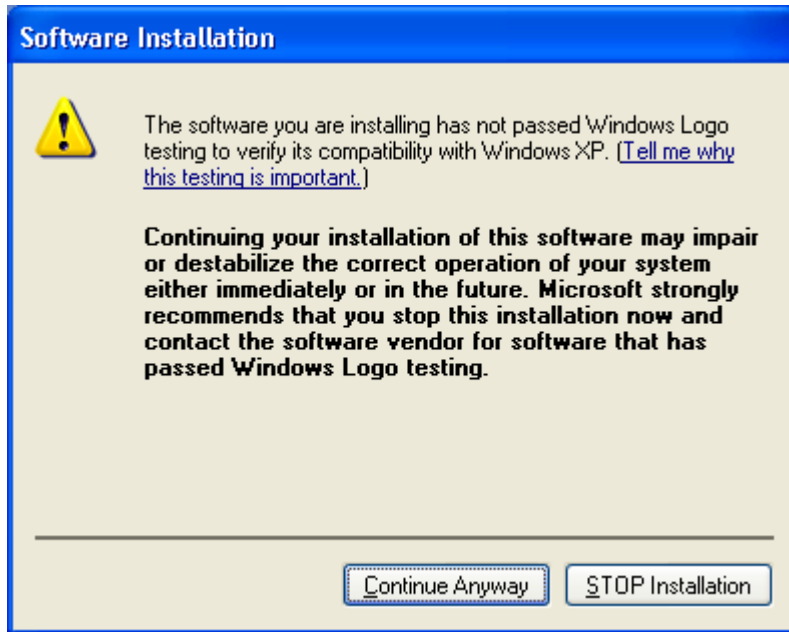 Software Installation
The software you are installing has not passed Windows Logo
testing to verify its compatibility with Windows XP. (Tell me why
this testing is important.)
Continuing your installation of this software may impair
or destabilize the correct operation of your system
either immediately or in the future. Microsoft strongly
recommends that you stop this installation now and
contact the software vendor for software that has
passed Windows Logo testing.
Continue Anyway
STOP Installation